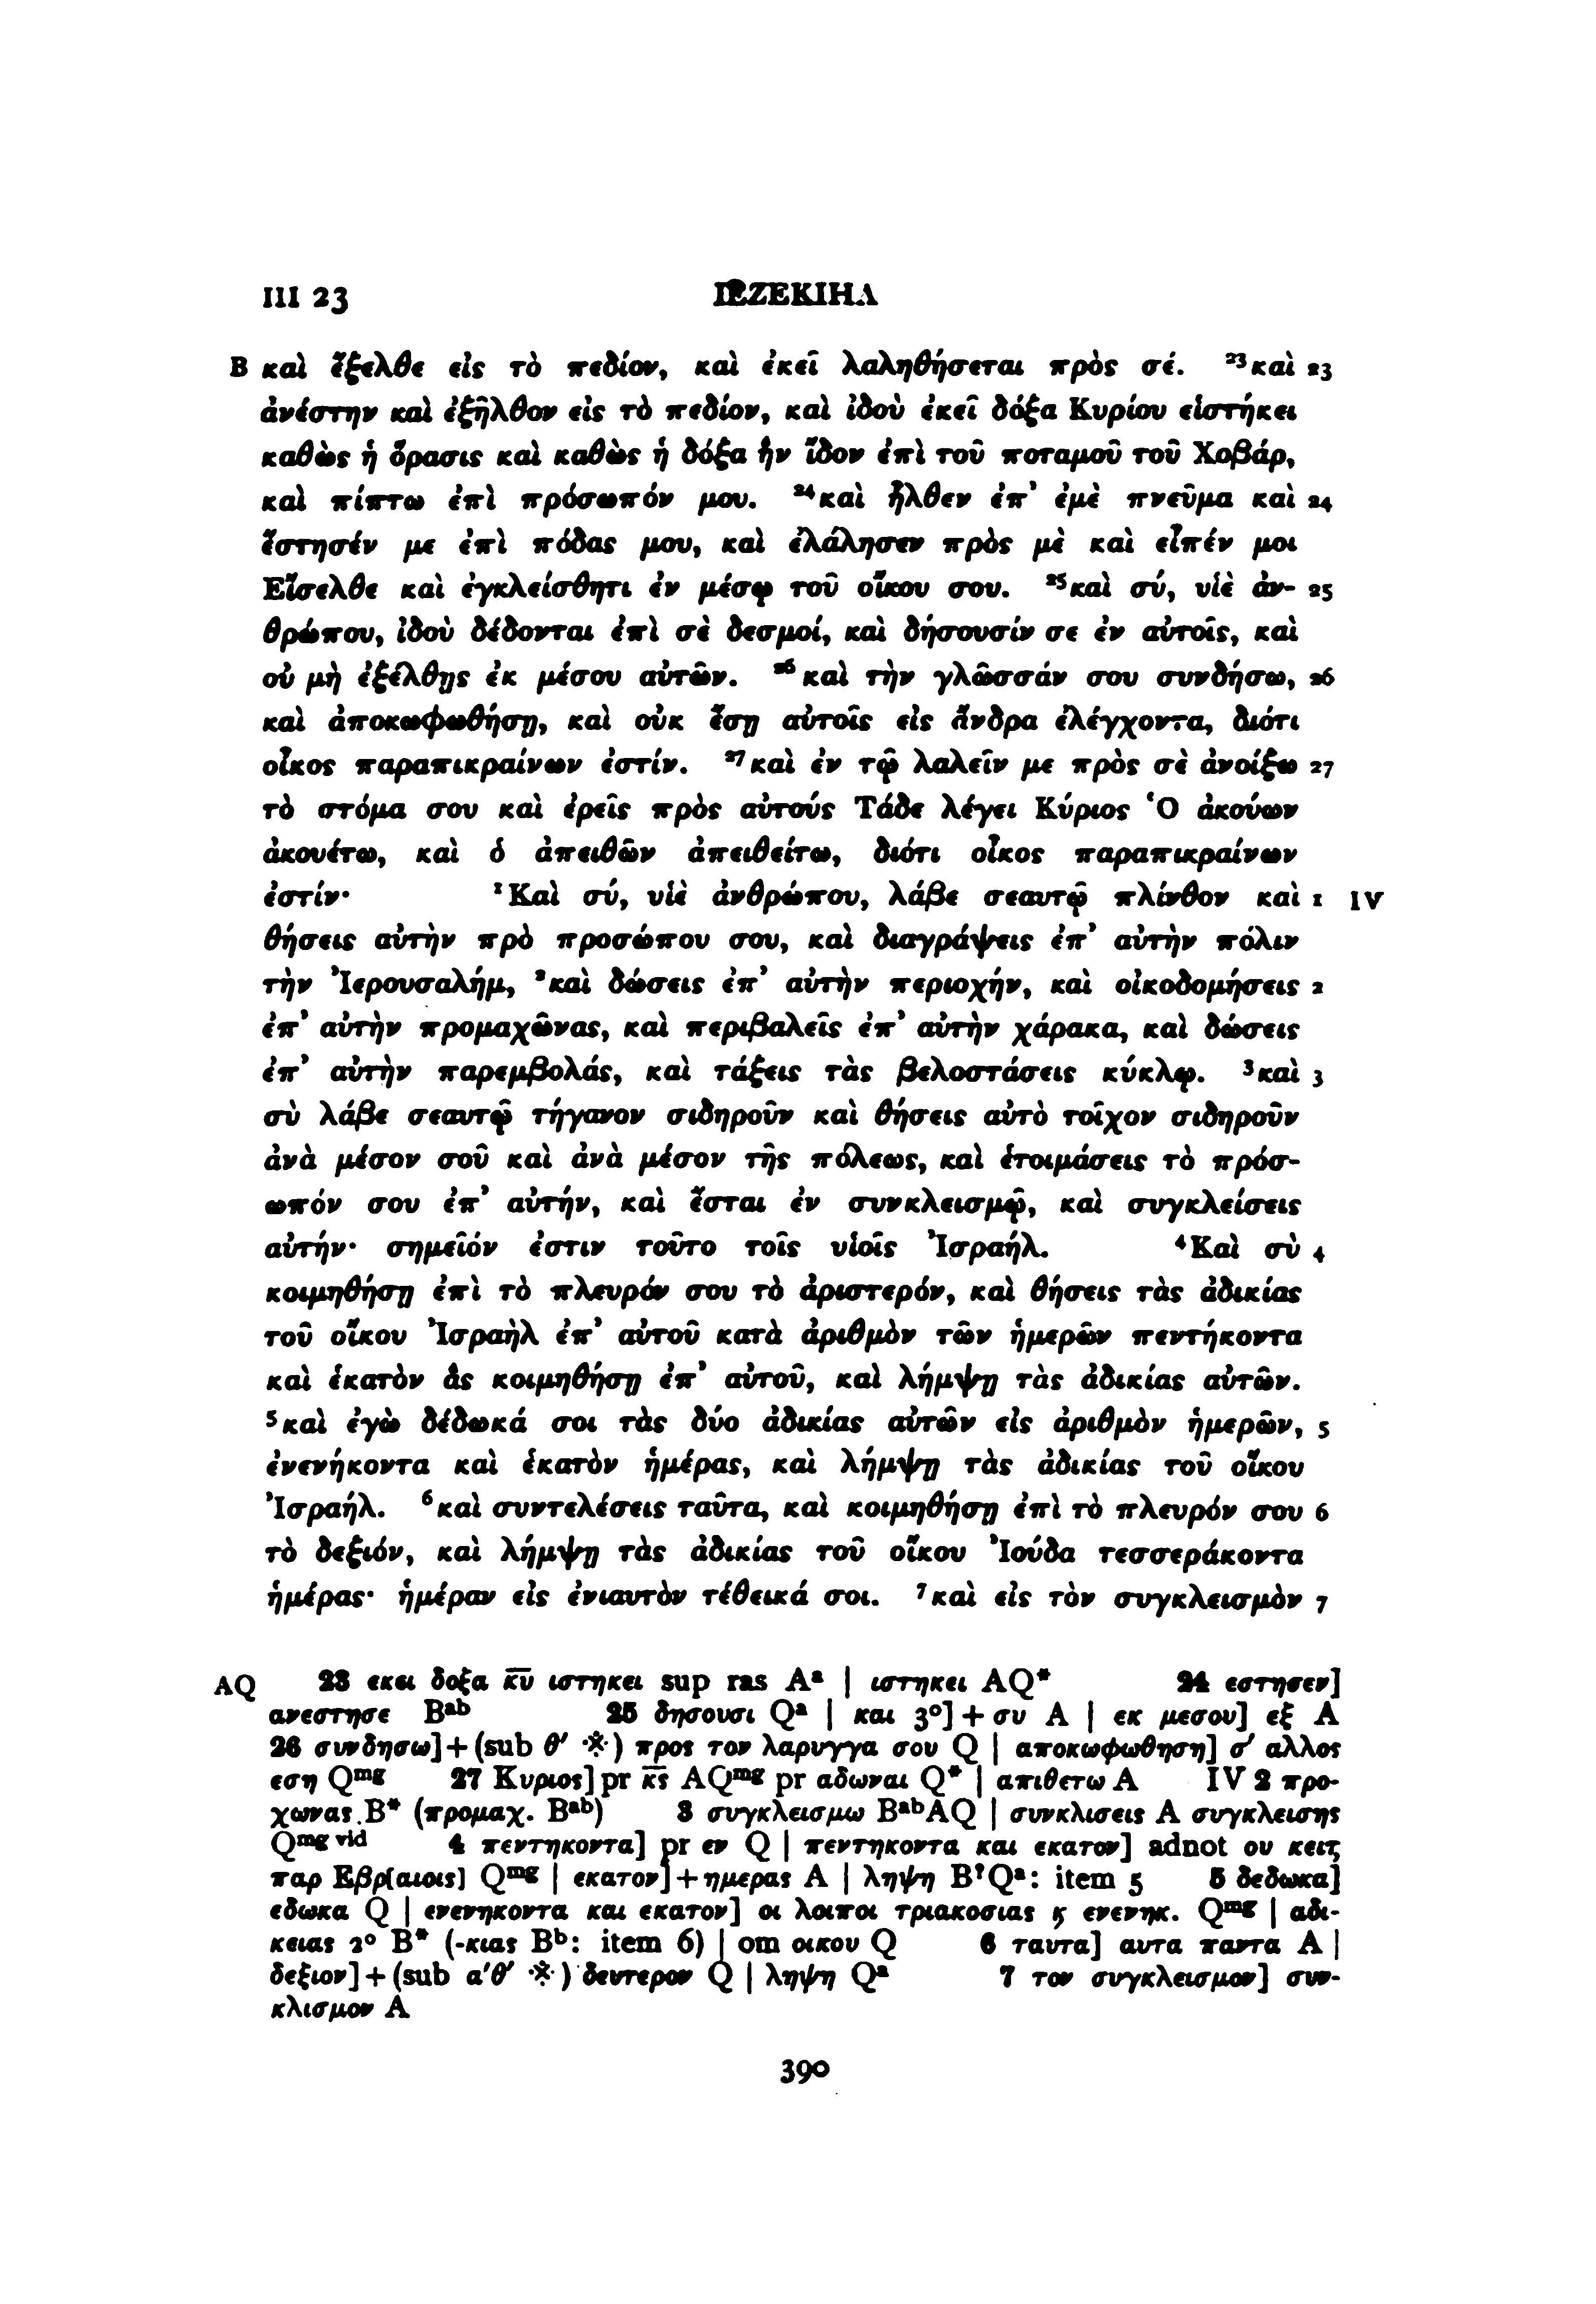 III 23 ΙΕΖΕΚΙΗΛ
B καὶ ἔξελθε εἰς τὸ πεδίον, καὶ ἐκεῖ λαληθήσεται πρὸς σέ. ²³καὶ 23
ἀνέστην καὶ ἐξῆλθον εἰς τὸ πεδίον, καὶ ἰδοὺ ἐκεῖ δόξα Κυρίου εἱστήκει
καθὼς ἡ ὅρασις καὶ καθὼς ἡ δόξα ἣν ἴδον ἐπὶ τοῦ ποταμοῦ τοῦ Χοβάρ,
καὶ πίπτω ἐπὶ πρόσωπόν μου. ²⁴καὶ ἦλθεν ἐπ’ ἐμὲ πνεῦμα καὶ 24
ἔστησέν με ἐπὶ πόδας μου, καὶ ἐλάλησεν πρὸς μὲ καὶ εἶπέν μοι
Εἴσελθε καὶ ἐγκλείσθητι ἐν μέσῳ τοῦ οἴκου σου. ²⁵καὶ σύ, υἱὲ ἀν- 25
θρώπου, ἰδοὺ δέδονται ἐπὶ σὲ δεσμοί, καὶ δήσουσίν σε ἐν αὐτοῖς, καὶ
οὐ μὴ ἐξέλθῃς ἐκ μέσου αὐτῶν. ²⁶καὶ τὴν γλῶσσάν σου συνδήσω, 26
καὶ ἀποκωφωθήσῃ, καὶ οὐκ ἔσῃ αὐτοῖς εἰς ἄνδρα ἐλέγχοντα, διότι
οἶκος παραπικραίνων ἐστίν. ²⁷καὶ ἐν τῷ λαλεῖν με πρὸς σὲ ἀνοίξω 27
τὸ στόμα σου καὶ ἐρεῖς πρὸς αὐτούς Τάδε λέγει Κύριος Ὁ ἀκούων
ἀκουέτω, καὶ ὁ ἀπειθῶν ἀπειθείτω, διότι οἶκος παραπικραίνων
ἐστίν· ¹Καὶ σύ, υἱὲ ἀνθρώπου, λάβε σεαυτῷ πλίνθον καὶ 1 IV
θήσεις αὐτὴν πρὸ προσώπου σου, καὶ διαγράψεις ἐπ’ αὐτὴν πόλιν
τὴν Ἰερουσαλήμ, ²καὶ δώσεις ἐπ’ αὐτὴν περιοχήν, καὶ οἰκοδομήσεις 2
ἐπ’ αὐτὴν προμαχῶνας, καὶ περιβαλεῖς ἐπ’ αὐτὴν χάρακα, καὶ δώσεις
ἐπ’ αὐτὴν παρεμβολάς, καὶ τάξεις τὰς βελοστάσεις κύκλῳ. ³καὶ 3
σὺ λάβε σεαυτῷ τήγανον σιδηροῦν καὶ θήσεις αὐτὸ τοῖχον σιδηροῦν
ἀνὰ μέσον σοῦ καὶ ἀνὰ μέσον τῆς πόλεως, καὶ ἑτοιμάσεις τὸ πρόσ-
ωπόν σου ἐπ’ αὐτήν, καὶ ἔσται ἐν συνκλεισμῷ, καὶ συγκλείσεις
αὐτήν· σημεῖόν ἐστιν τοῦτο τοῖς υἱοῖς Ἰσραήλ. ⁴Καὶ σὺ 4
κοιμηθήσῃ ἐπὶ τὸ πλευρόν σου τὸ ἀριστερόν, καὶ θήσεις τὰς ἀδικίας
τοῦ οἴκου Ἰσραὴλ ἐπ’ αὐτοῦ κατὰ ἀριθμὸν τῶν ἡμερῶν πεντήκοντα
καὶ ἑκατὸν ἃς κοιμηθήσῃ ἐπ’ αὐτοῦ, καὶ λήμψῃ τὰς ἀδικίας αὐτῶν.
⁵καὶ ἐγὼ δέδωκά σοι τὰς δύο ἀδικίας αὐτῶν εἰς ἀριθμὸν ἡμερῶν, 5
ἐνενήκοντα καὶ ἑκατὸν ἡμέρας, καὶ λήμψῃ τὰς ἀδικίας τοῦ οἴκου
Ἰσραήλ. ⁶καὶ συντελέσεις ταῦτα, καὶ κοιμηθήσῃ ἐπὶ τὸ πλευρόν σου 6
τὸ δεξιόν, καὶ λήμψῃ τὰς ἀδικίας τοῦ οἴκου Ἰούδα τεσσεράκοντα
ἡμέρας· ἡμέραν εἰς ἐνιαυτὸν τέθεικά σοι. ⁷καὶ εἰς τὸν συγκλεισμὸν 7
AQ 23 εκει δοξα κ̅υ̅ ιστηκει sup ras Aᵃ | ιστηκει AQ* 24 εστησεν]
ανεστησε Bᵃᵇ 25 δησουσι Qᵃ | και 3°] + συ A | εκ μεσου] εξ A
26 συνδησω] + (sub θ′ ※) προς τον λαρυγγα σου Q | αποκωφωθηση] σ′ αλλος
εση Qᵐᵍ 27 Κυριος] pr κ̅ς̅ AQᵐᵍ pr αδωναι Q* | απιθετω A IV 2 προ-
χωνας B* (προμαχ. Bᵃᵇ) 3 συγκλεισμω BᵃᵇAQ | συνκλισεις A συγκλεισης
Qᵐᵍ ᵛⁱᵈ 4 πεντηκοντα] pr εν Q | πεντηκοντα και εκατον] adnot ου κειτ̣
παρ Εβρ[αιοις] Qᵐᵍ | εκατον] + ημερας A | ληψη BˀQᵃ: item 5 5 δεδωκα]
εδωκα Q | ενενηκοντα και εκατον] οι λοιποι τριακοσιας ϗ ενενηκ. Qᵐᵍ | αδι-
κειας 2° B* (-κιας Bᵇ: item 6) | om οικου Q 6 ταυτα] αυτα παντα A |
δεξιον] + (sub α′θ′ ※) δευτερον Q | ληψη Qᵃ 7 τον συγκλεισμον] συν-
κλισμον A
390